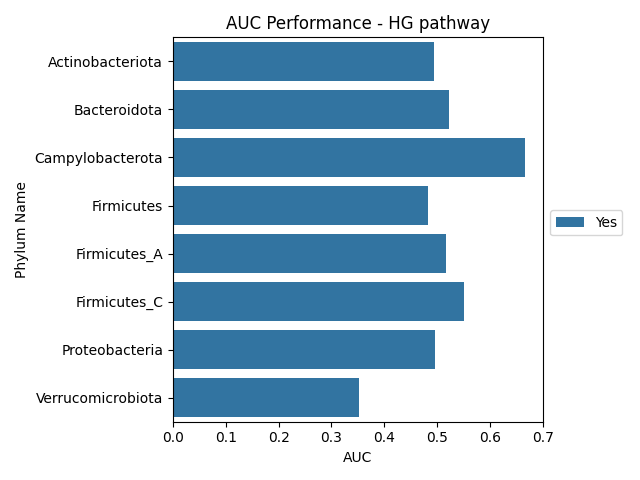 AUC Performance - HG pathway
Phylum Name
Actinobacteriota
Bacteroidota
Campylobacterota
Firmicutes
Firmicutes_A
Firmicutes_C
Proteobacteria
Verrucomicrobiota
Yes
0.0 0.1 0.2 0.3 0.4 0.5 0.6 0.7
AUC